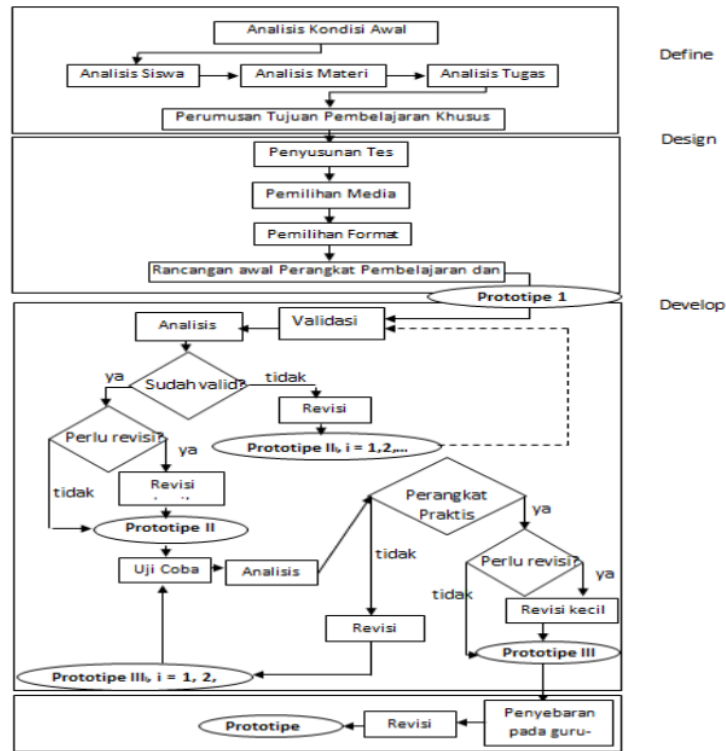 Analisis Kondisi Awal
Define
Analisis Siswa
Analisis Materi
Analisis Tugas
Perumusan Tujuan Pembelajaran Khusus
Design
Penyusunan Tes
Pemilihan Media
Pemilihan Format
Rancangan awal Perangkat Pembelajaran dan
Prototipe 1
Develop
Analisis
Validasi
ya
Sudah valid?
tidak
Revisi
Perlu revisi?
ya
Prototipe IIᵢ, i = 1,2,...
tidak
Revisi
Prototipe II
Perangkat
Praktis
ya
Uji Coba
Analisis
tidak
Perlu revisi?
ya
tidak
Revisi kecil
Revisi
Prototipe III
Prototipe IIIᵢ, i = 1, 2,
Penyebaran
pada guru-
Revisi
Prototipe